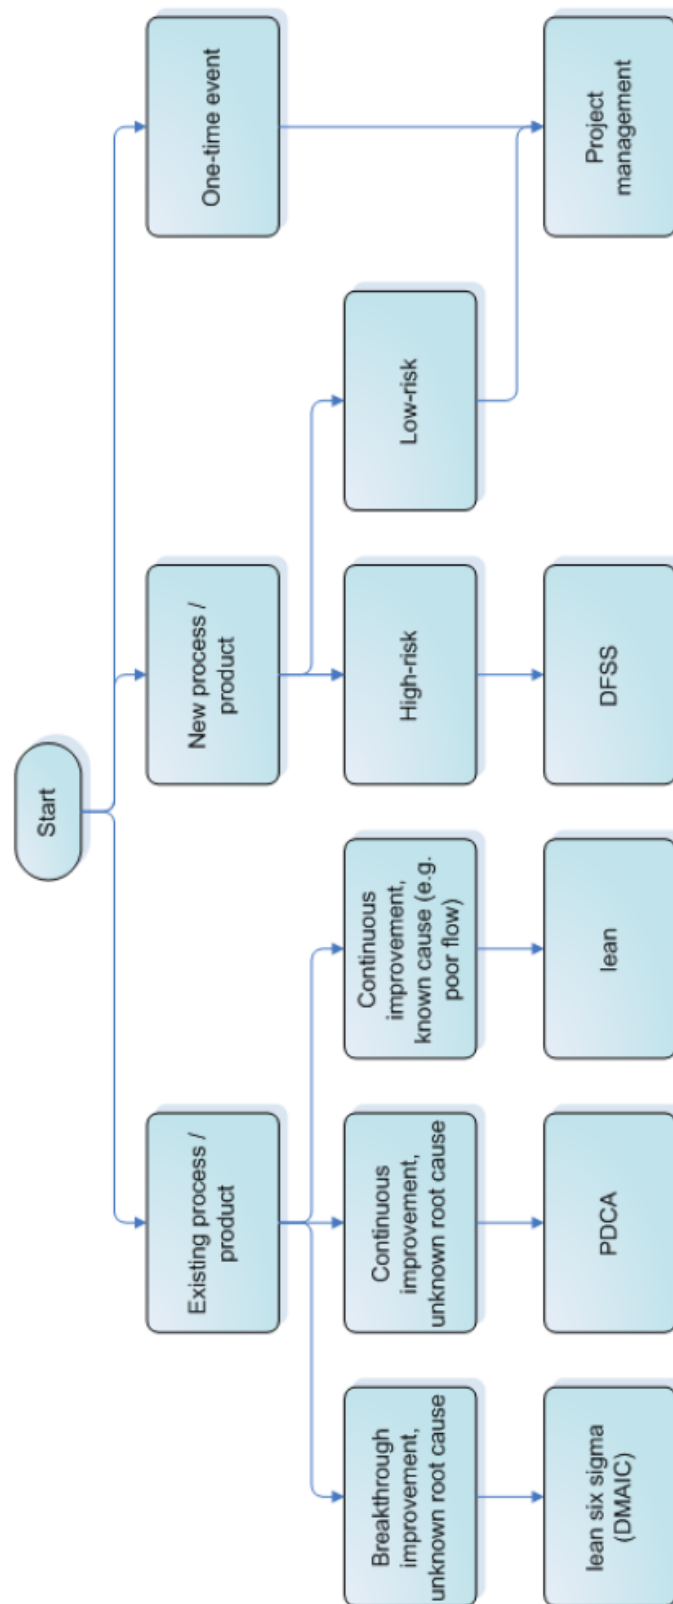 Start
Existing process /
product
New process /
product
One-time event
Breakthrough
improvement,
unknown root cause
Continuous
improvement,
unknown root cause
Continuous
improvement,
known cause (e.g.
poor flow)
High-risk
Low-risk
lean six sigma
(DMAIC)
PDCA
lean
DFSS
Project
management